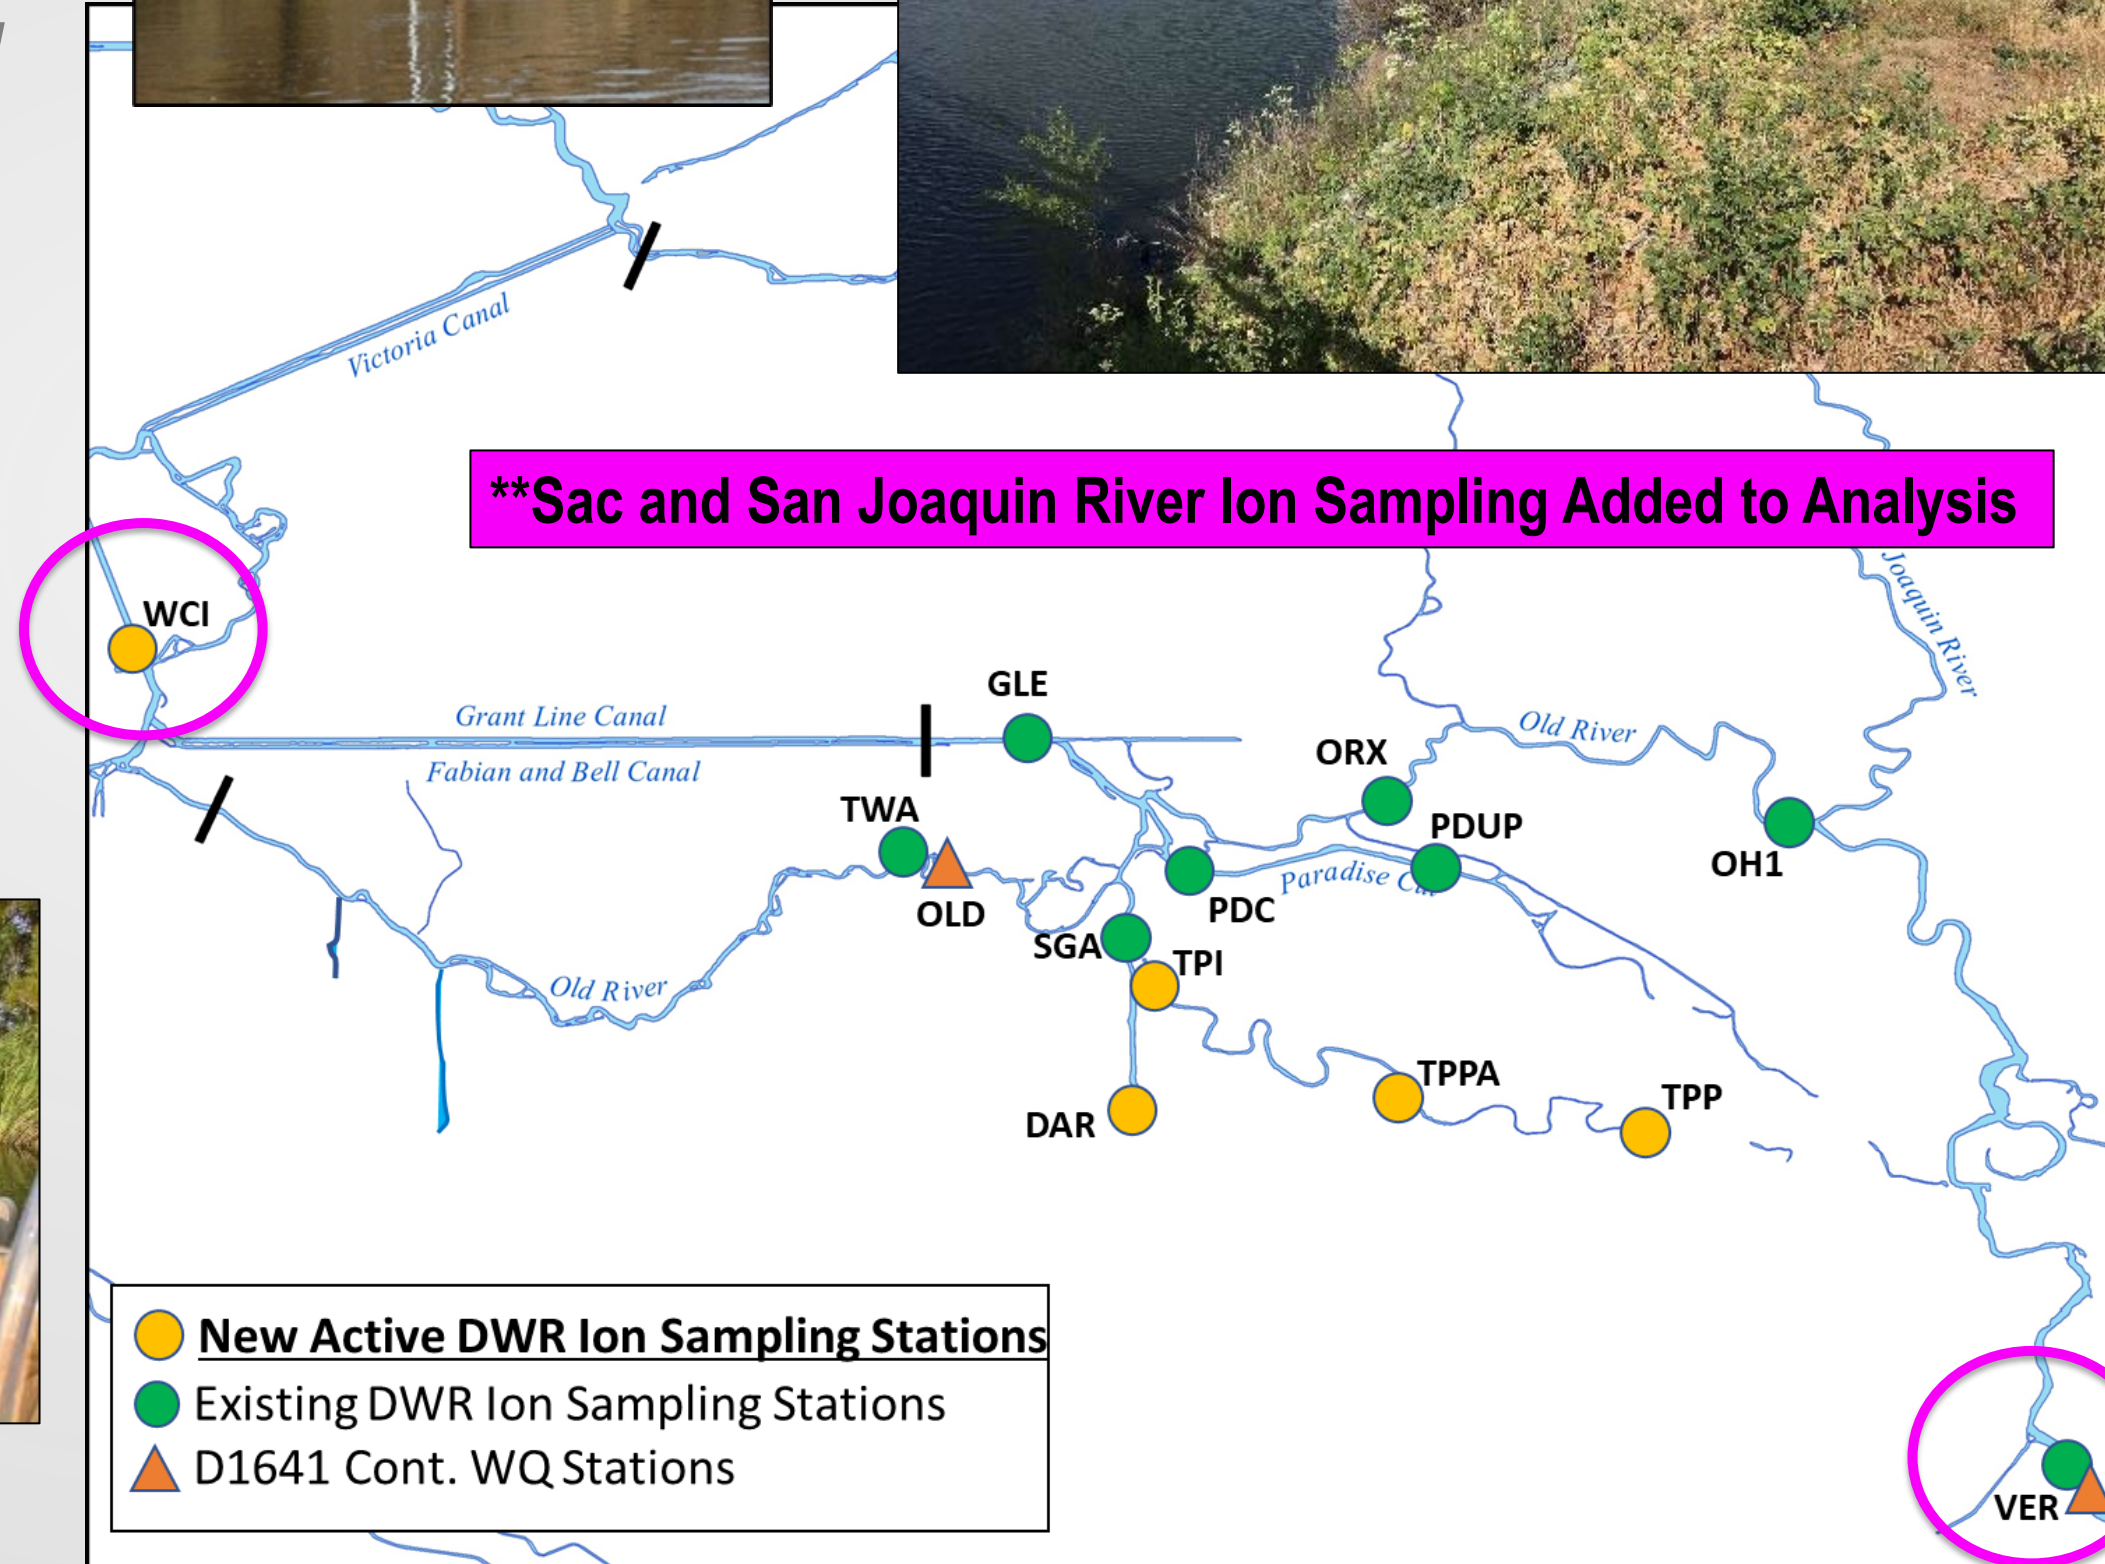 Victoria Canal
**Sac and San Joaquin River Ion Sampling Added to Analysis
Joaquin River
WCI
GLE
Grant Line Canal
Old River
ORX
Fabian and Bell Canal
TWA
PDUP
OH1
Paradise
OLD
PDC
SGA
TPI
Old River
TPPA
TPP
DAR
New Active DWR Ion Sampling Stations
Existing DWR Ion Sampling Stations
D1641 Cont. WQ Stations
VER